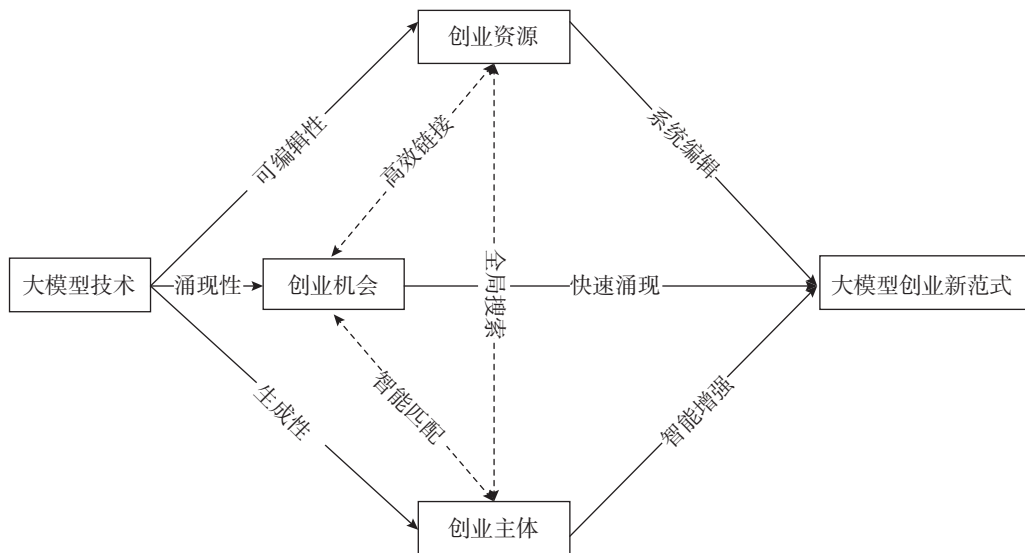 创业资源
可编辑性
高效链接
系统编辑
大模型技术
涌现性
创业机会
全局搜索
快速涌现
大模型创业新范式
生成性
智能匹配
智能增强
创业主体